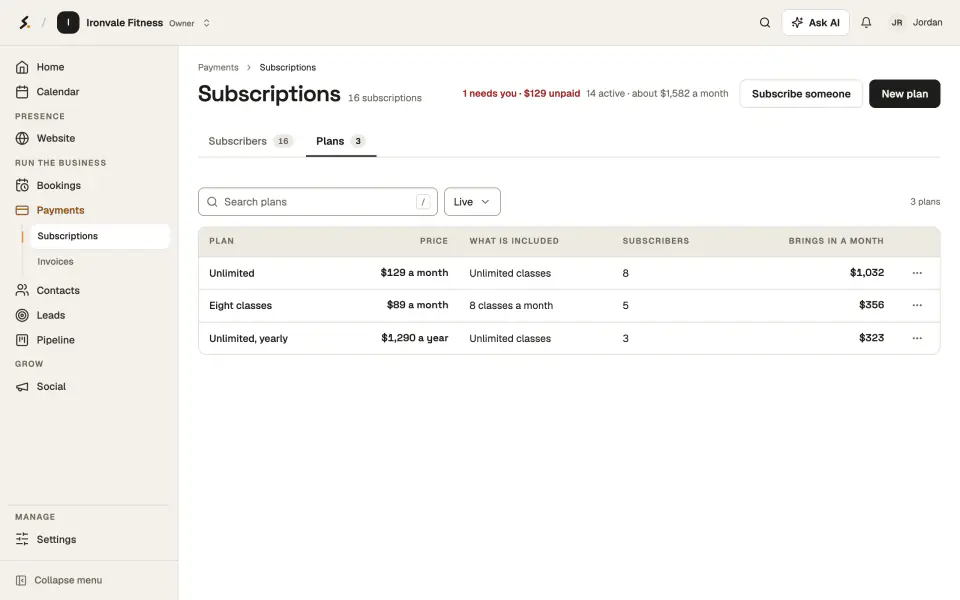 / I Ironvale Fitness Owner
Ask AI JR Jordan
Home
Calendar
PRESENCE
Website
RUN THE BUSINESS
Bookings
Payments
Subscriptions
Invoices
Contacts
Leads
Pipeline
GROW
Social
MANAGE
Settings
Collapse menu
Payments > Subscriptions
Subscriptions 16 subscriptions
1 needs you · $129 unpaid 14 active · about $1,582 a month
Subscribe someone
New plan
Subscribers 16 Plans 3
Search plans / Live
3 plans
PLAN PRICE WHAT IS INCLUDED SUBSCRIBERS BRINGS IN A MONTH
Unlimited $129 a month Unlimited classes 8 $1,032 ···
Eight classes $89 a month 8 classes a month 5 $356 ···
Unlimited, yearly $1,290 a year Unlimited classes 3 $323 ···